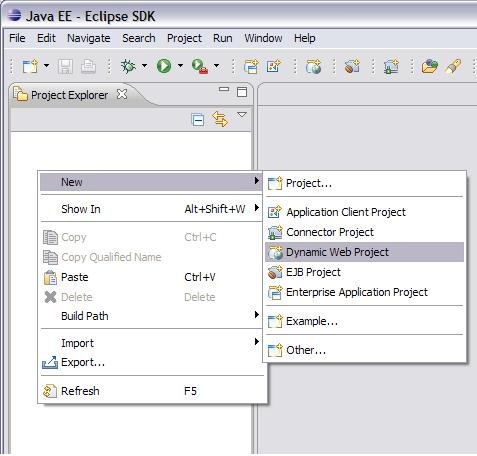 Java EE - Eclipse SDK
File Edit Navigate Search Project Run Window Help
Project Explorer
New
Show In Alt+Shift+W
Copy Ctrl+C
Copy Qualified Name
Paste Ctrl+V
Delete Delete
Build Path
Import
Export...
Refresh F5
Project...
Application Client Project
Connector Project
Dynamic Web Project
EJB Project
Enterprise Application Project
Example...
Other...